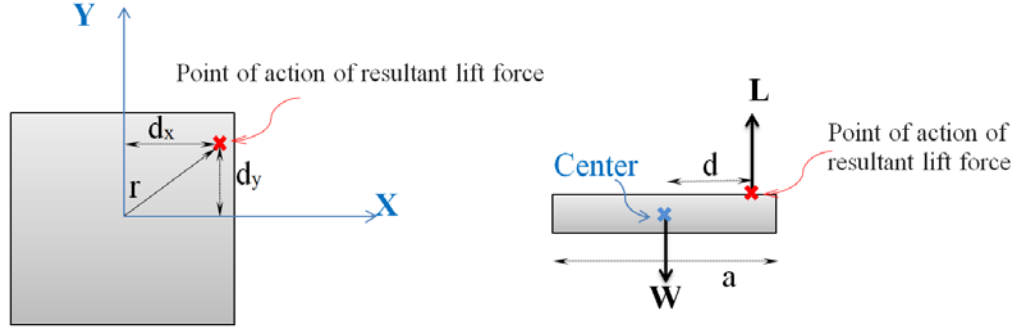 Y
Point of action of resultant lift force
dx
r
dy
X
L
Point of action of
resultant lift force
Center
d
a
W